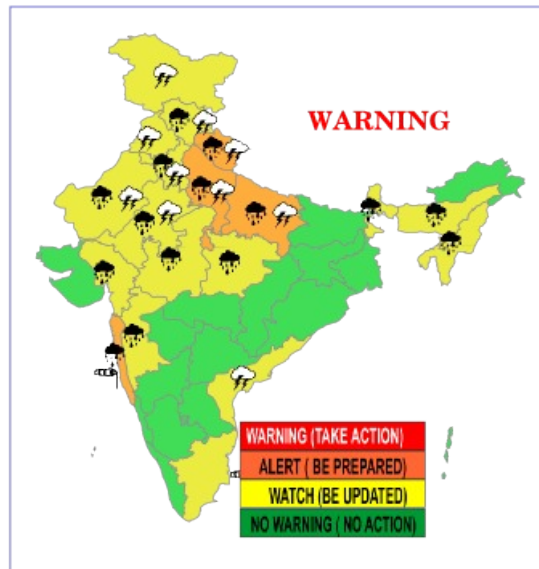 WARNING
WARNING (TAKE ACTION)
ALERT ( BE PREPARED)
WATCH (BE UPDATED)
NO WARNING ( NO ACTION)